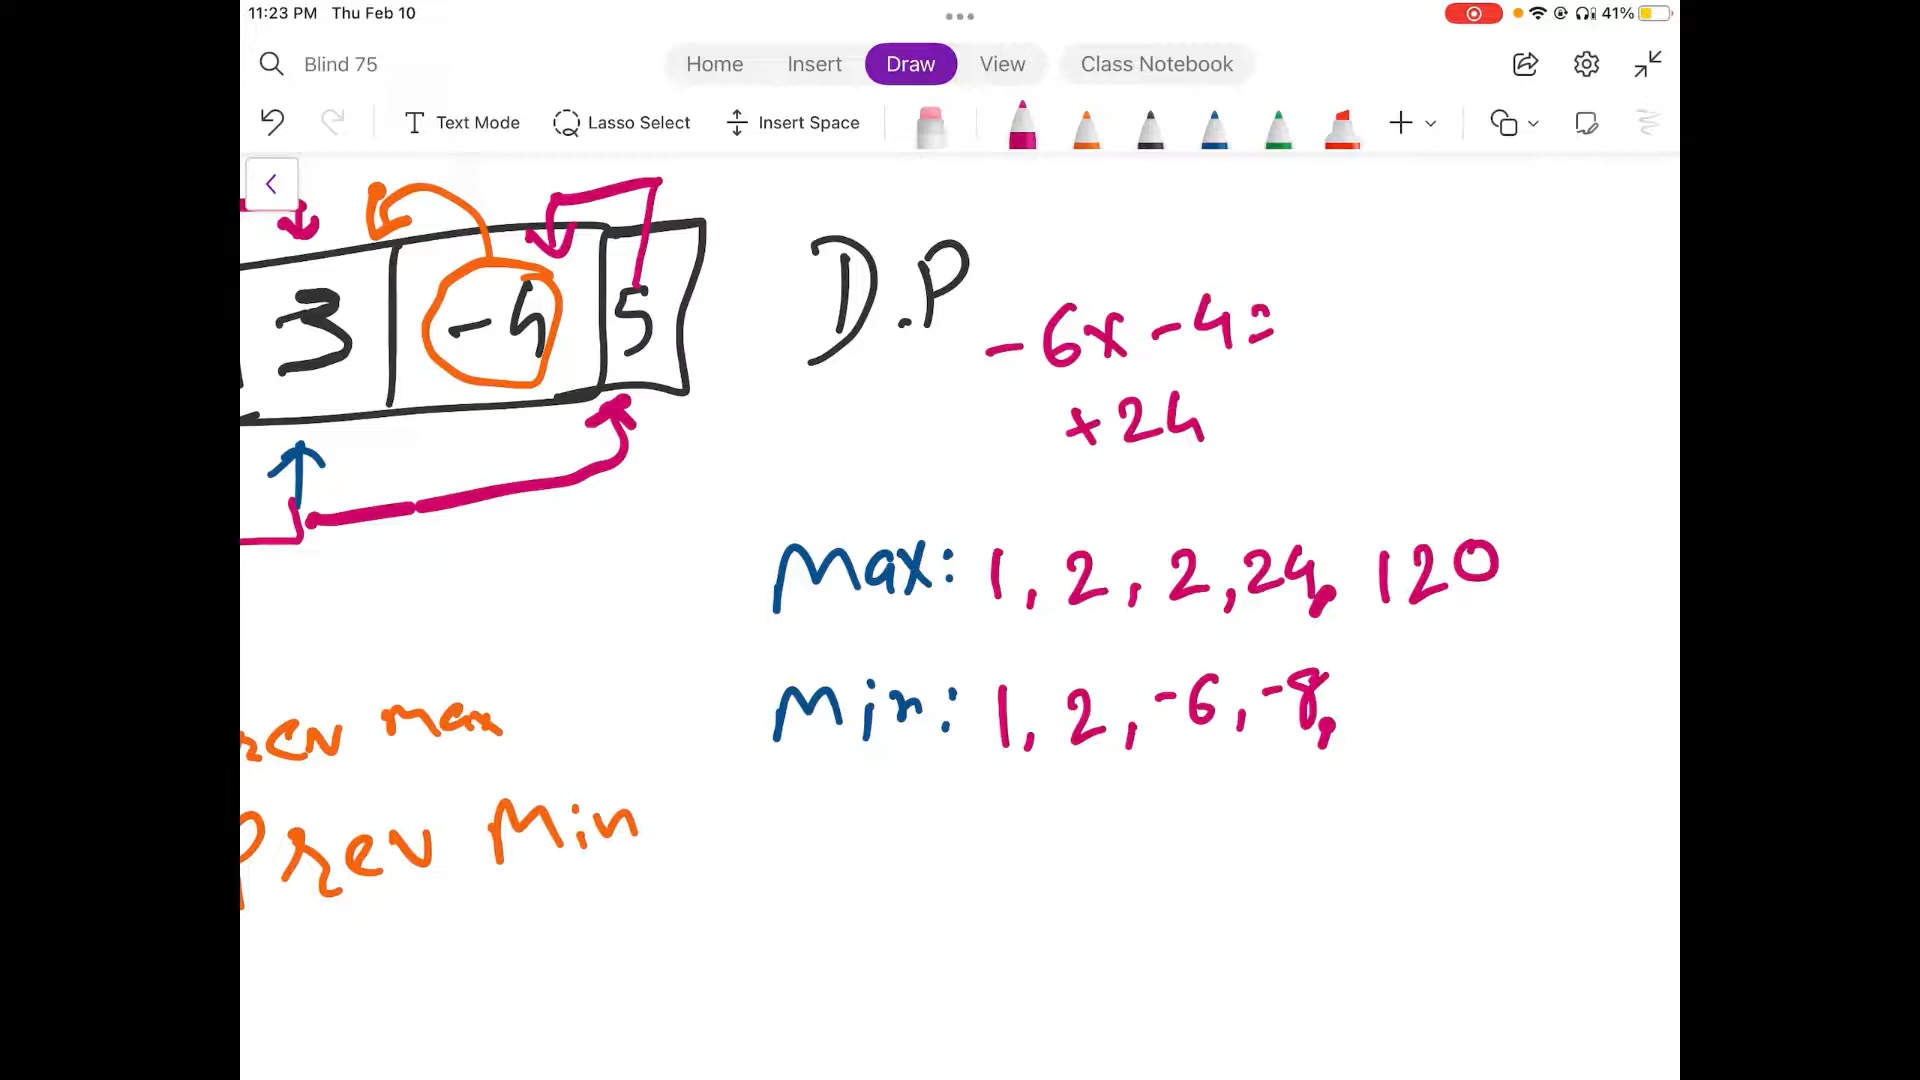 11:23 PM Thu Feb 10
41%
Blind 75
Home Insert Draw View Class Notebook
Text Mode Lasso Select Insert Space
3 -4 5
D.P
-6x-4=
+24
Max: 1, 2, 2, 24, 120
Min: 1, 2, -6, -8,
rev max
Prev Min